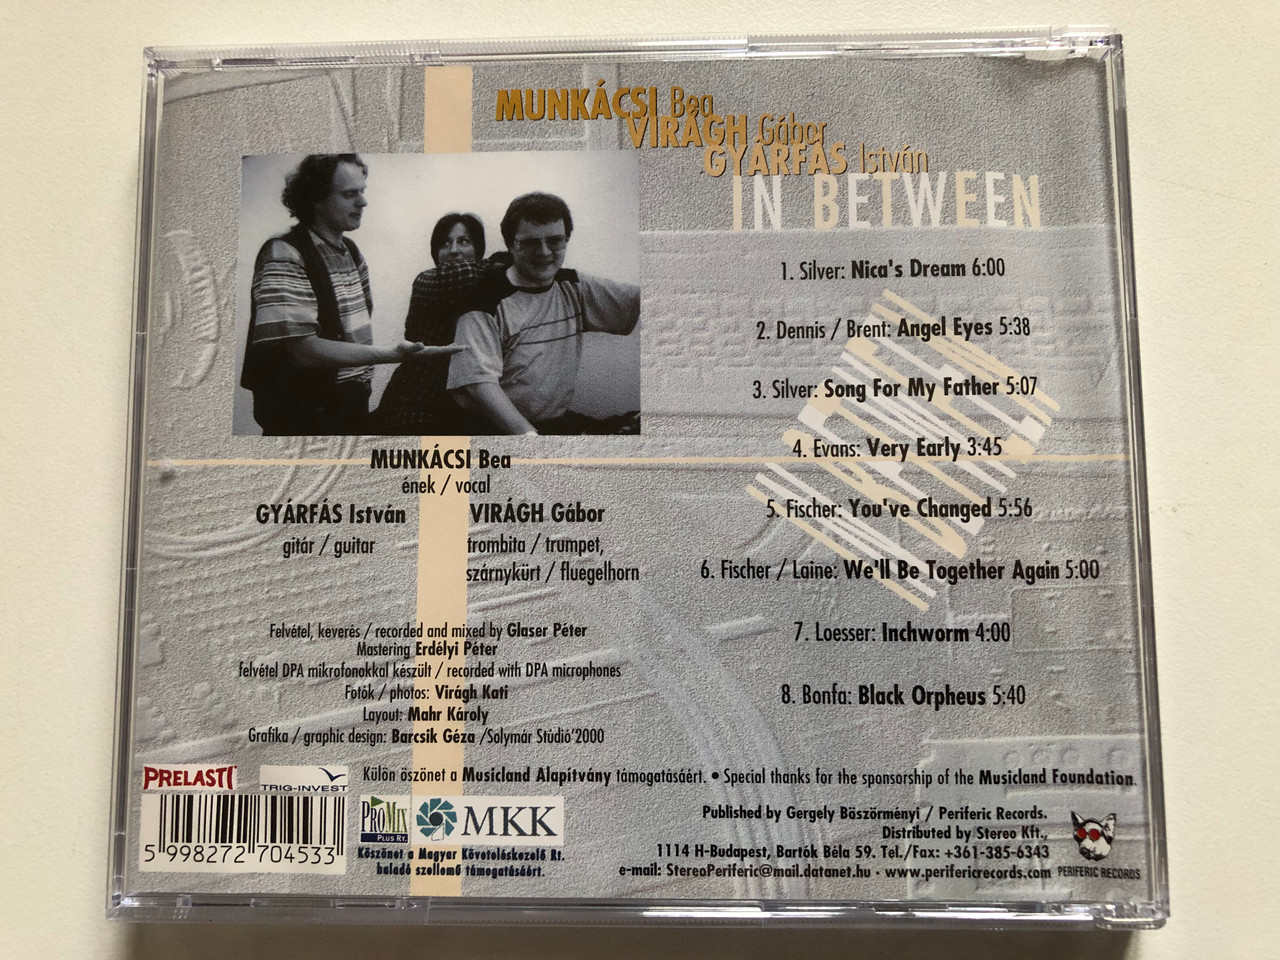 MUNKÁCSI Bea
VIRÁGH Gábor
GYÁRFÁS István
IN BETWEEN
1. Silver: Nica's Dream 6:00
2. Dennis / Brent: Angel Eyes 5:38
3. Silver: Song For My Father 5:07
4. Evans: Very Early 3:45
5. Fischer: You've Changed 5:56
6. Fischer / Laine: We'll Be Together Again 5:00
7. Loesser: Inchworm 4:00
8. Bonfa: Black Orpheus 5:40
IN BETWEEN
MUNKÁCSI Bea
ének / vocal
GYÁRFÁS István
gitár / guitar
VIRÁGH Gábor
trombita / trumpet,
szárnykürt / fluegelhorn
Felvétel, keverés / recorded and mixed by Glaser Péter
Mastering Erdélyi Péter
felvétel DPA mikrofonokkal készült / recorded with DPA microphones
Fotók / photos: Virágh Kati
Layout: Mahr Károly
Grafika / graphic design: Barcsik Géza /Solymár Stúdió'2000
Külön öszönet a Musicland Alapítvány támogatásáért. • Special thanks for the sponsorship of the Musicland Foundation.
PRELASTI
TRIG-INVEST
5 998272 704533
PROMIX
PLUS RT.
MKK
Köszönet a Magyar Követeléskezelő Rt.
haladó szellemű támogatásáért.
Published by Gergely Böszörményi / Periferic Records.
Distributed by Stereo Kft.,
1114 H-Budapest, Bartók Béla 59. Tel./Fax: +361-385-6343
e-mail: StereoPeriferic@mail.datanet.hu · www.perifericrecords.com
PERIFERIC RECORDS